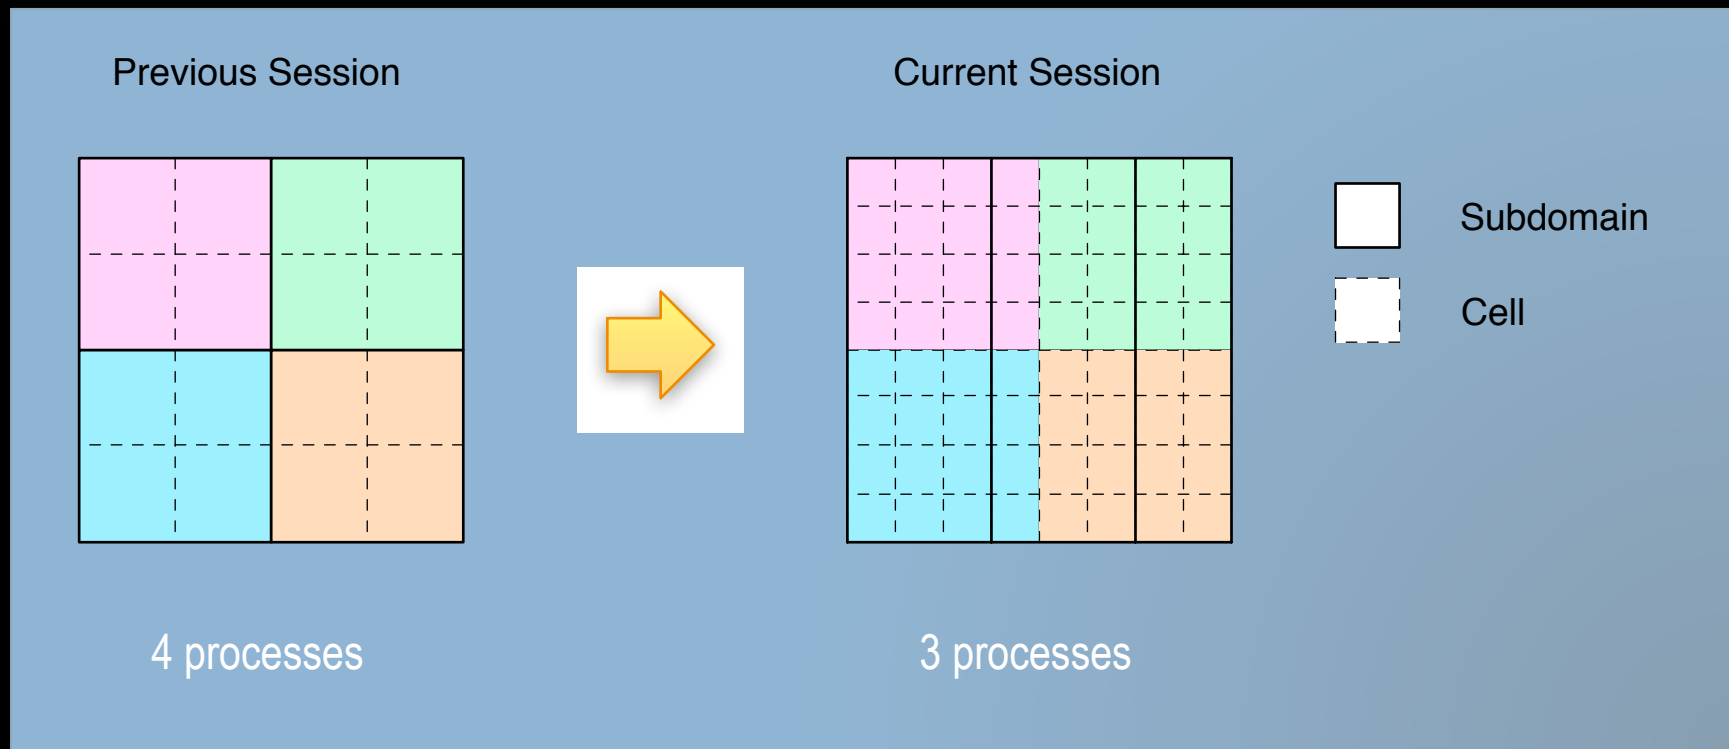 Previous Session
Current Session
Subdomain
Cell
4 processes
3 processes